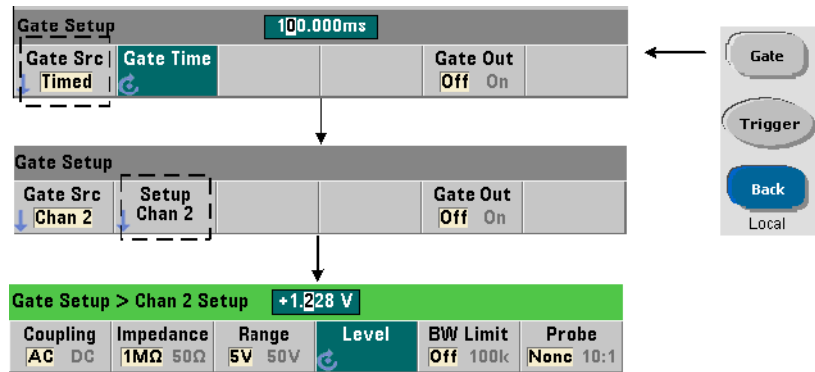 Gate Setup 100.000ms
Gate Src Gate Time Gate Out
Timed Off On
Gate
Trigger
Back
Local
Gate Setup
Gate Src Setup Gate Out
Chan 2 Chan 2 Off On
Gate Setup > Chan 2 Setup +1.228 V
Coupling Impedance Range Level BW Limit Probe
AC DC 1MΩ 50Ω 5V 50V Off 100k None 10:1